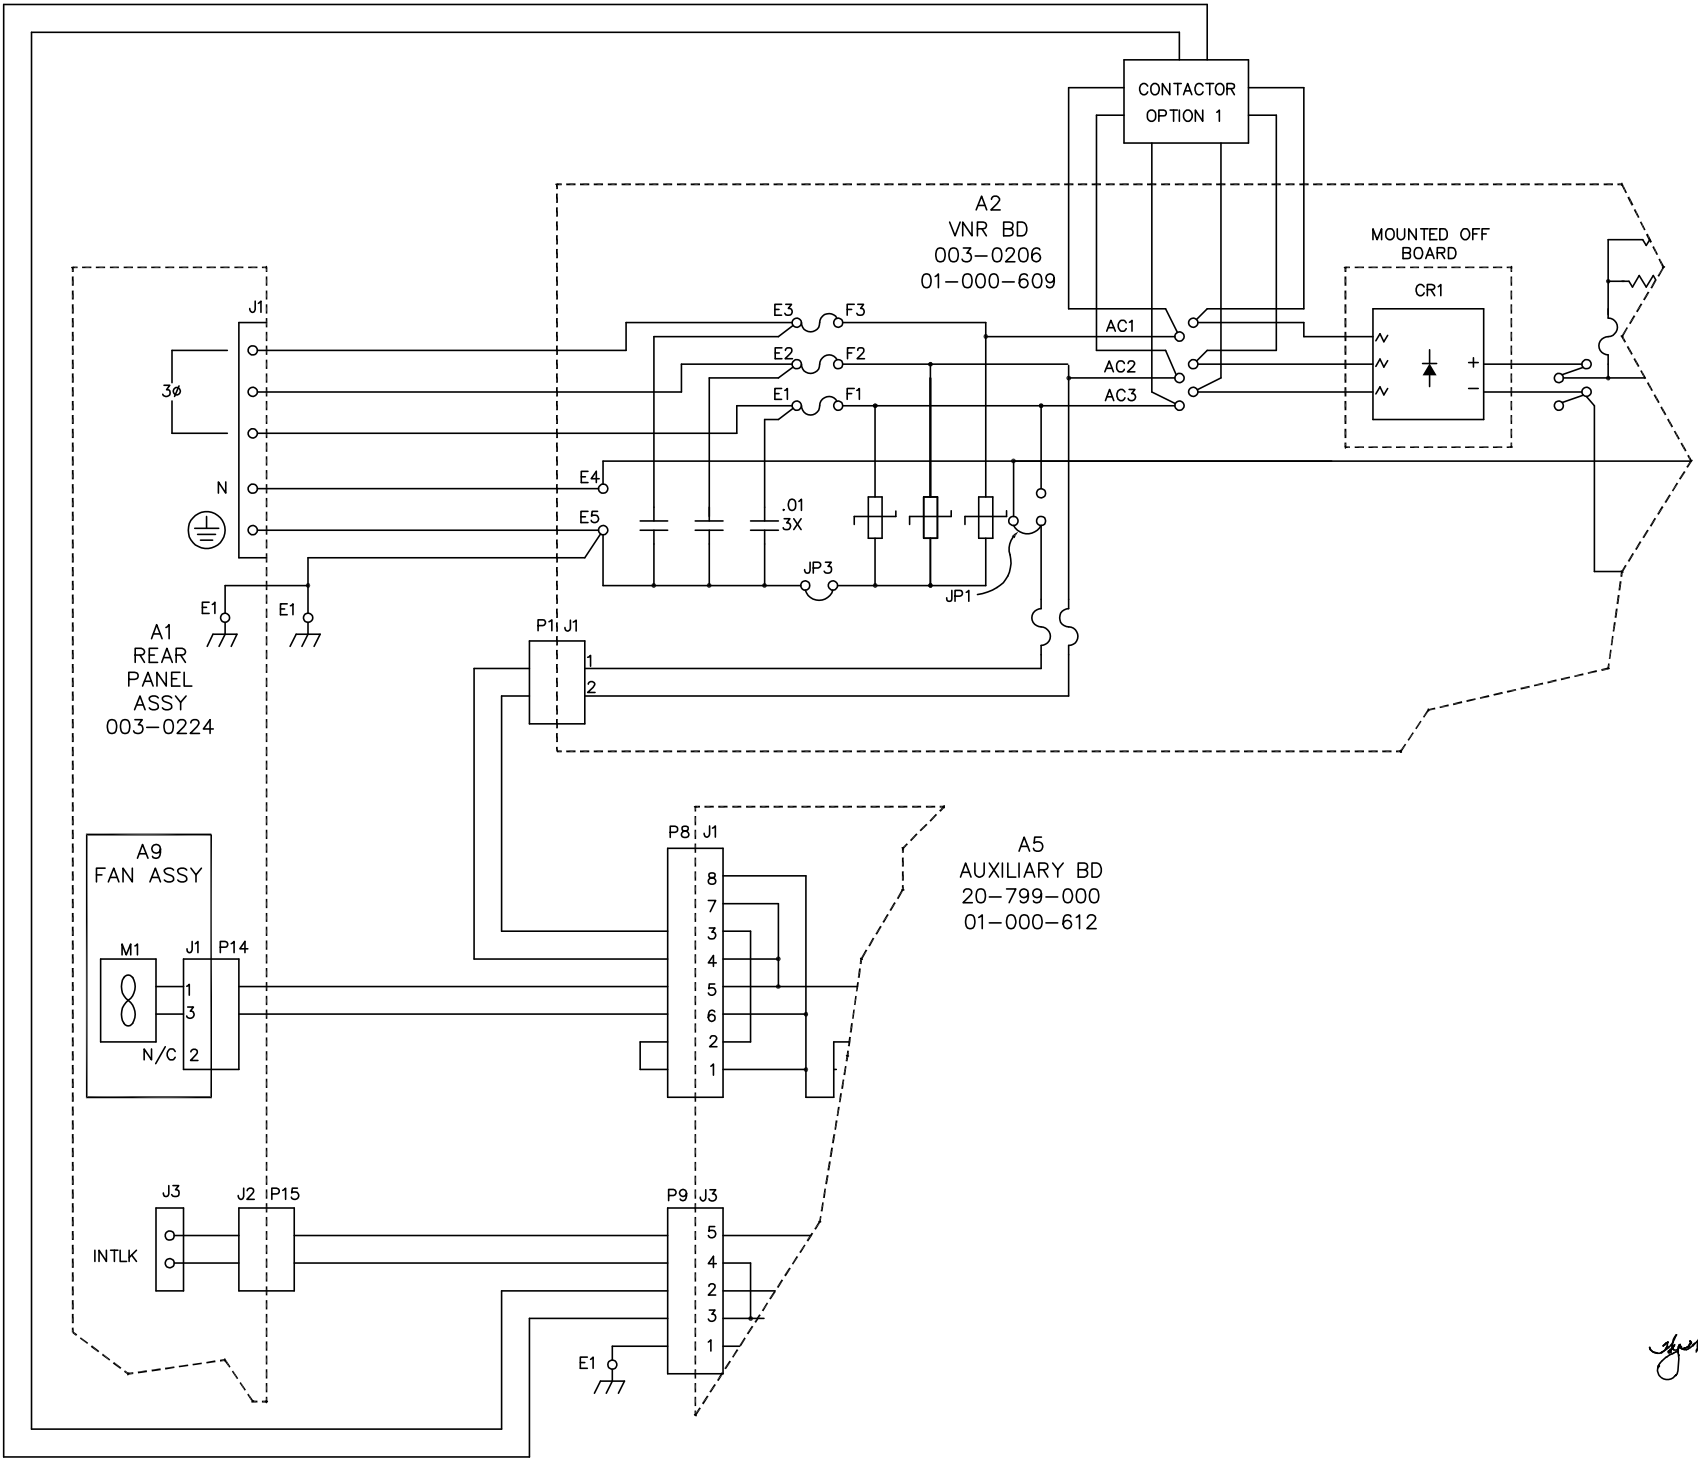 CONTACTOR
OPTION 1
A2
VNR BD
003-0206
01-000-609
MOUNTED OFF
BOARD
CR1
J1
E3 F3
AC1
E2 F2
AC2
3ø
E1 F1
AC3
+
-
N
E4
E5
.01
3X
JP3
JP1
E1 E1
A1
REAR
PANEL
ASSY
003-0224
P1 J1
1
2
A9
FAN ASSY
M1
J1 P14
1
3
N/C 2
P8 J1
8
7
3
4
5
6
2
1
A5
AUXILIARY BD
20-799-000
01-000-612
J3
J2 P15
INTLK
P9 J3
5
4
2
3
1
E1